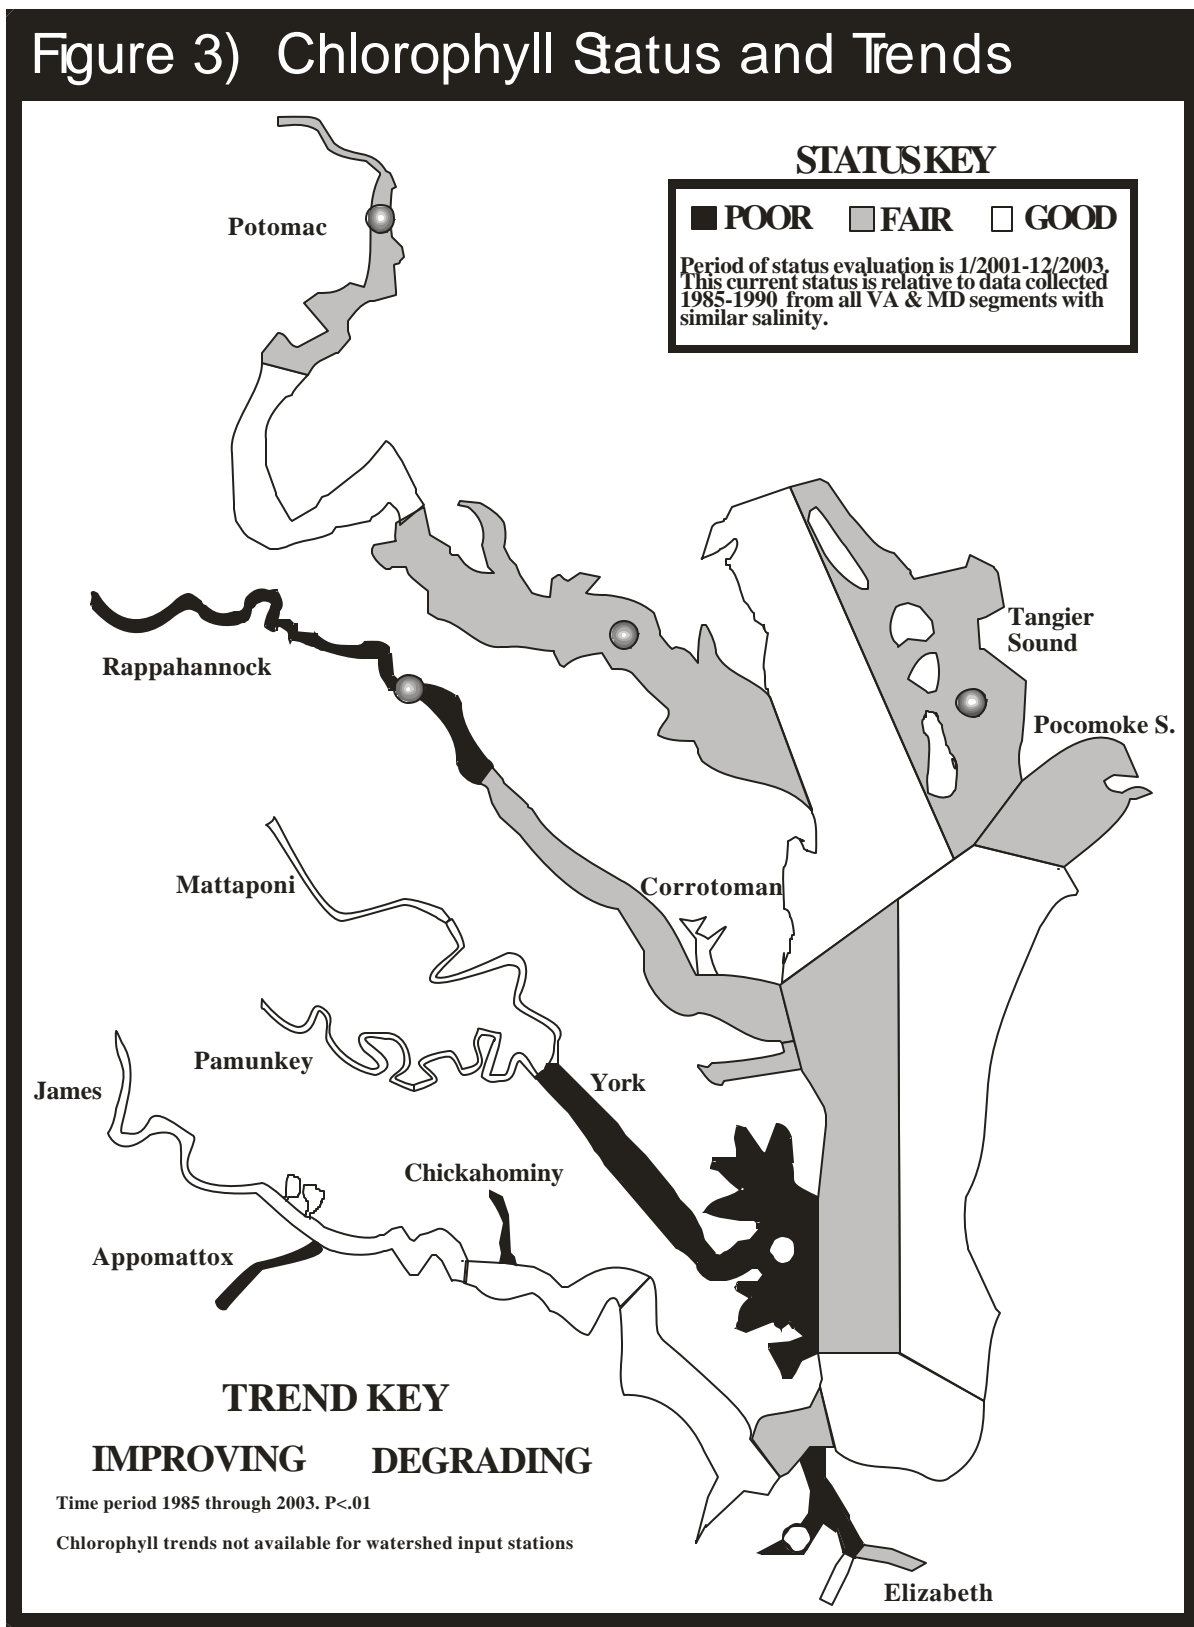 Figure 3) Chlorophyll Status and Trends
STATUS KEY
POOR FAIR GOOD
Period of status evaluation is 1/2001-12/2003.
This current status is relative to data collected
1985-1990 from all VA & MD segments with
similar salinity.
Potomac
Tangier
Sound
Rappahannock
Pocomoke S.
Mattaponi
Corrotoman
Pamunkey
York
James
Chickahominy
Appomattox
TREND KEY
IMPROVING DEGRADING
Time period 1985 through 2003. P<.01
Chlorophyll trends not available for watershed input stations
Elizabeth